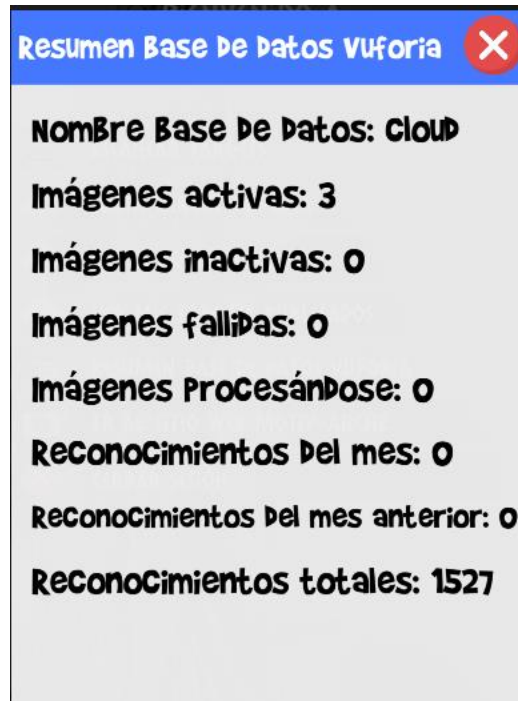 Resumen Base De Datos Vuforia
Nombre Base De Datos: Cloud
Imágenes activas: 3
Imágenes inactivas: 0
Imágenes fallidas: 0
Imágenes Procesándose: 0
Reconocimientos Del mes: 0
Reconocimientos Del mes anterior: 0
Reconocimientos totales: 1527